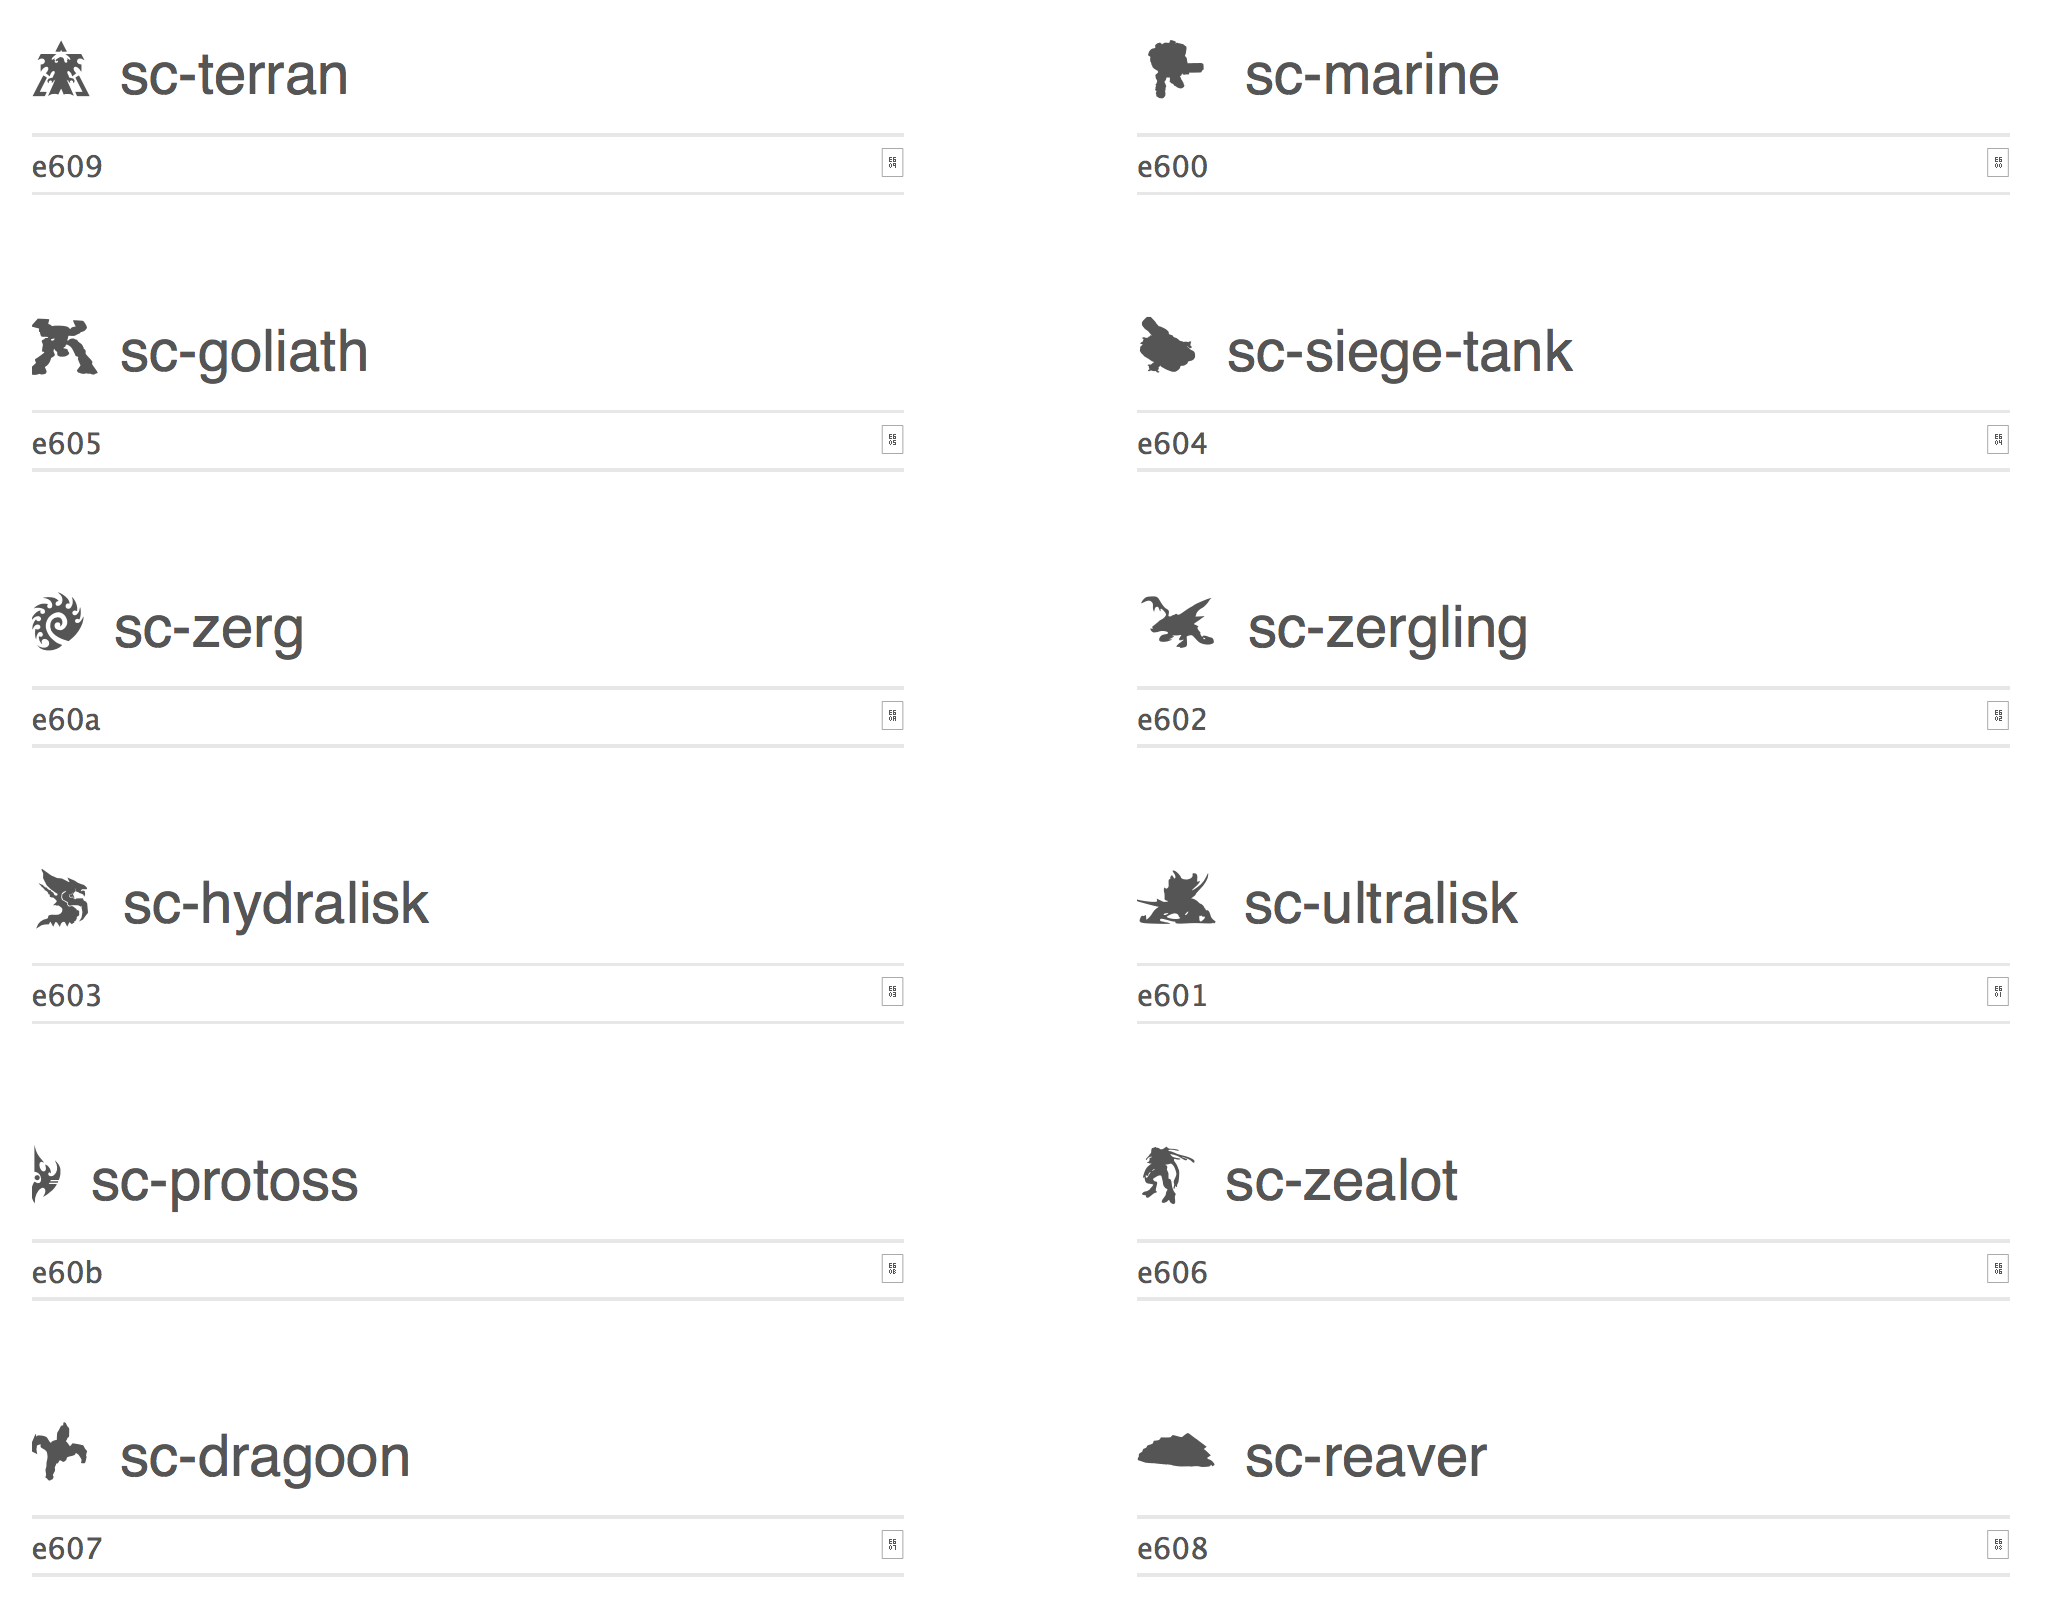 sc-terran
sc-marine
e609
e600
sc-goliath
sc-siege-tank
e605
e604
sc-zerg
sc-zergling
e60a
e602
sc-hydralisk
sc-ultralisk
e603
e601
sc-protoss
sc-zealot
e60b
e606
sc-dragoon
sc-reaver
e607
e608